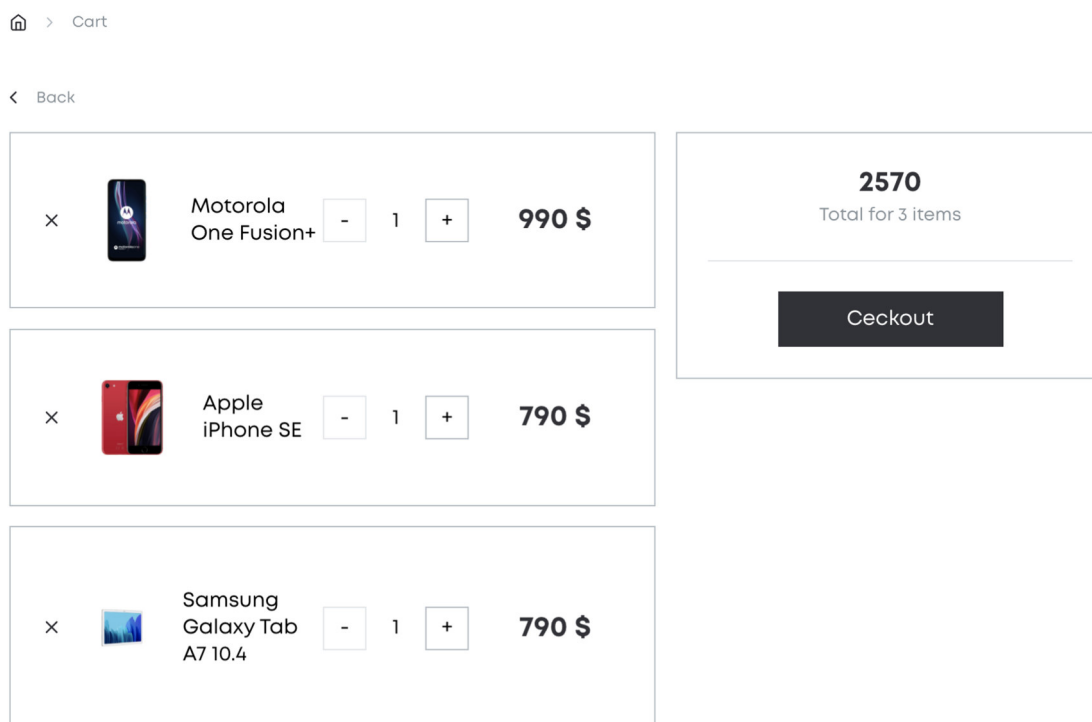 Cart
Back
Motorola
One Fusion+
- 1 +
990 $
Apple
iPhone SE
- 1 +
790 $
Samsung
Galaxy Tab
A7 10.4
- 1 +
790 $
2570
Total for 3 items
Ceckout